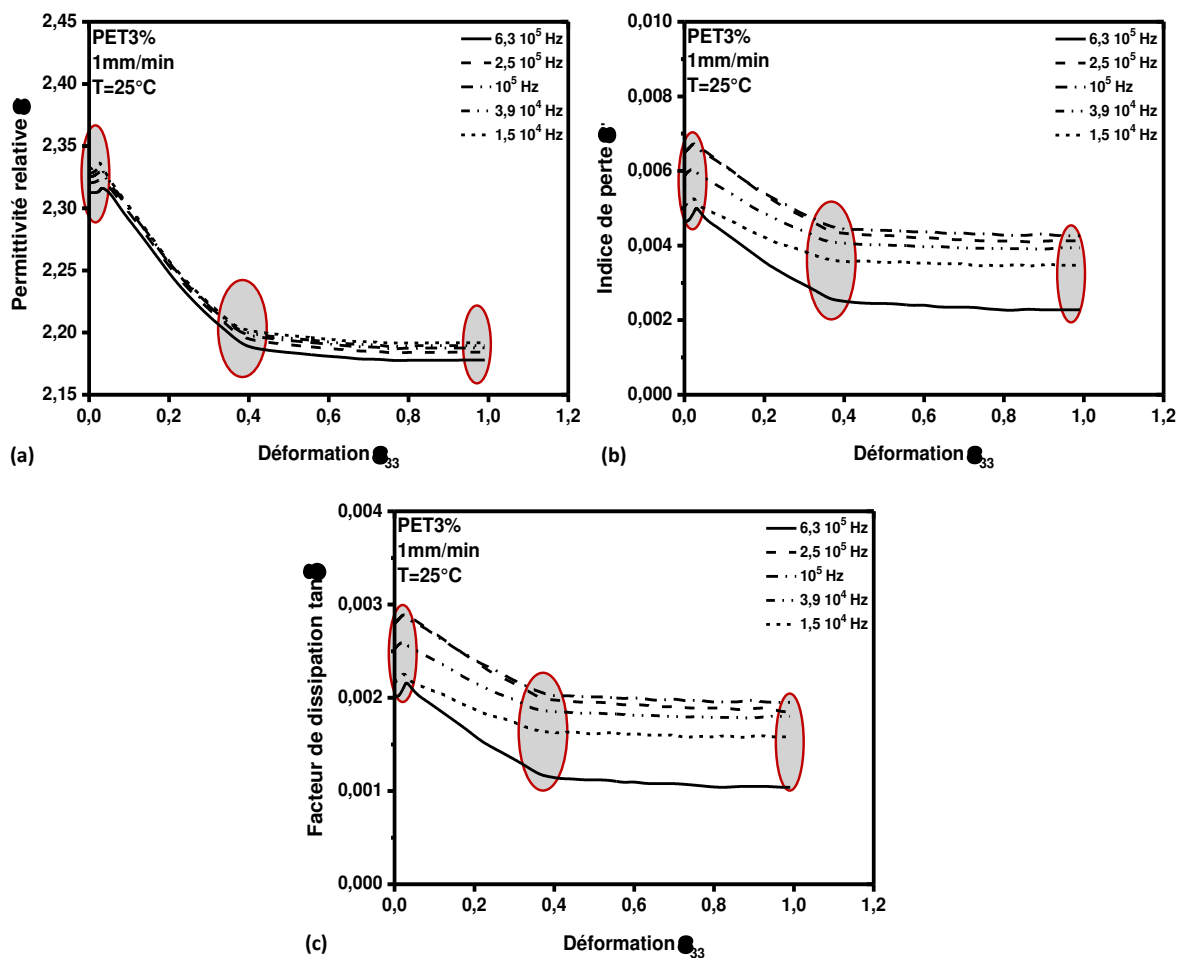 2,45
2,40
2,35
2,30
2,25
2,20
2,15
Permittivité relative
PET3%
1mm/min
T=25°C
6,3 10⁵ Hz
2,5 10⁵ Hz
10⁵ Hz
3,9 10⁴ Hz
1,5 10⁴ Hz
0,0 0,2 0,4 0,6 0,8 1,0 1,2
Déformation 33
(a)
0,010
0,008
0,006
0,004
0,002
0,000
Indice de perte
PET3%
1mm/min
T=25°C
6,3 10⁵ Hz
2,5 10⁵ Hz
10⁵ Hz
3,9 10⁴ Hz
1,5 10⁴ Hz
0,0 0,2 0,4 0,6 0,8 1,0 1,2
Déformation 33
(b)
0,004
0,003
0,002
0,001
0,000
Facteur de dissipation tan
PET3%
1mm/min
T=25°C
6,3 10⁵ Hz
2,5 10⁵ Hz
10⁵ Hz
3,9 10⁴ Hz
1,5 10⁴ Hz
0,0 0,2 0,4 0,6 0,8 1,0 1,2
Déformation 33
(c)